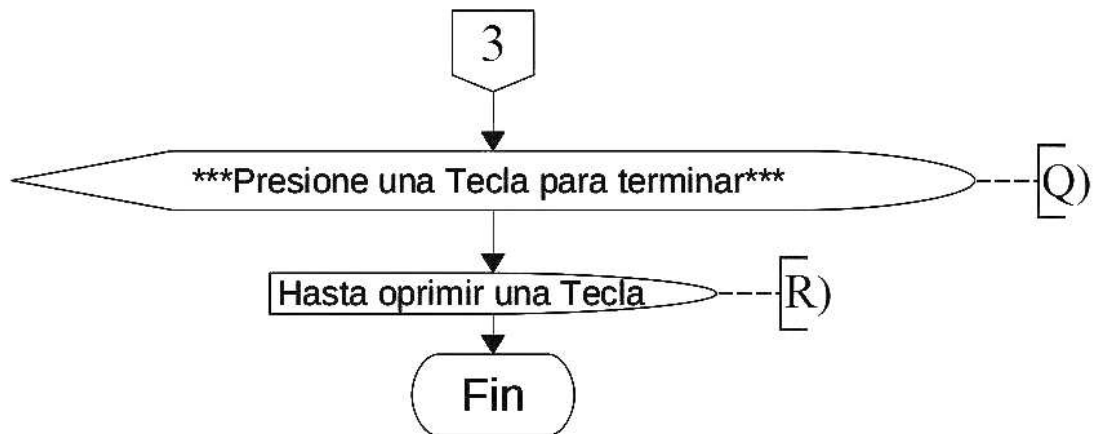 3
***Presione una Tecla para terminar***
Q)
Hasta oprimir una Tecla
R)
Fin